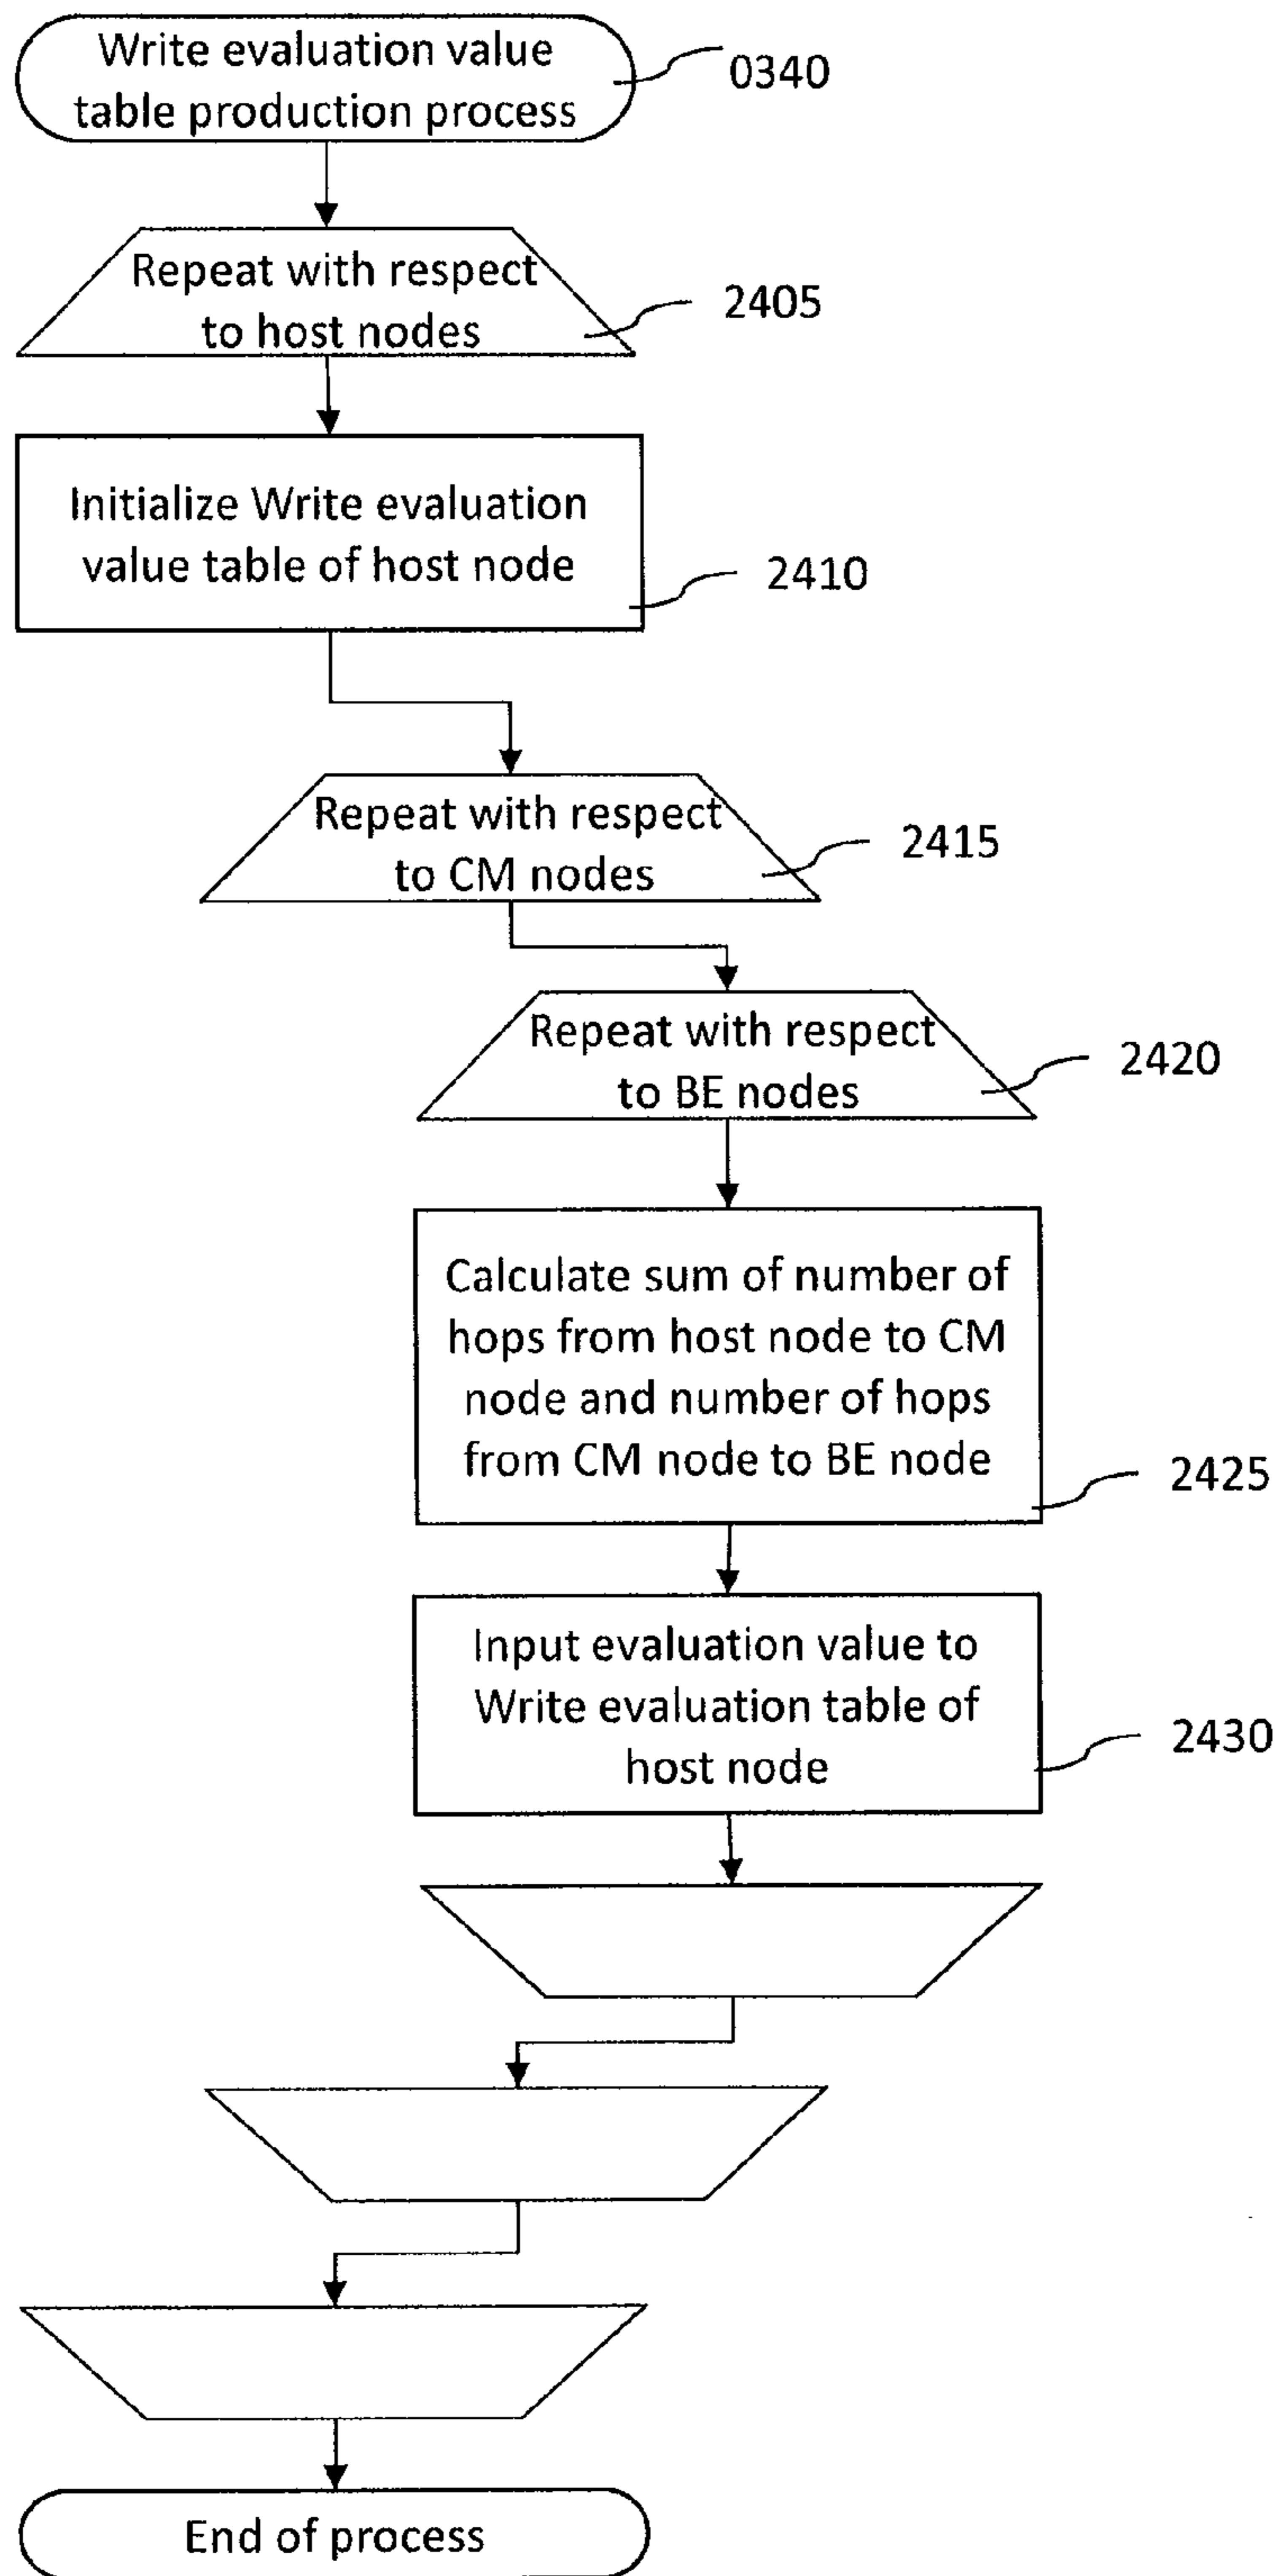 Write evaluation value
table production process
0340
Repeat with respect
to host nodes
2405
Initialize Write evaluation
value table of host node
2410
Repeat with respect
to CM nodes
2415
Repeat with respect
to BE nodes
2420
Calculate sum of number of
hops from host node to CM
node and number of hops
from CM node to BE node
2425
Input evaluation value to
Write evaluation table of
host node
2430
End of process